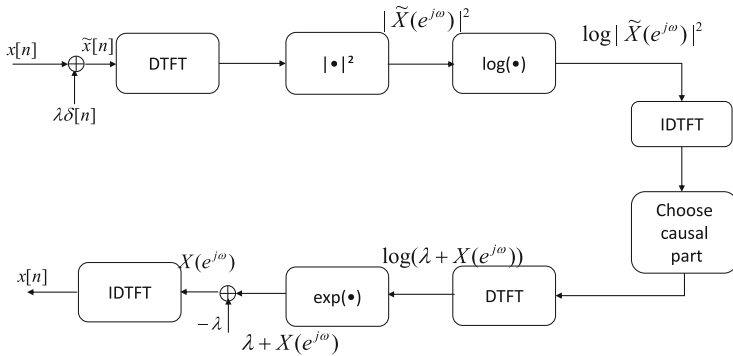 x[n]
x̃[n]
λδ[n]
DTFT
|•|²
|X̃(e^{jω})|²
log(•)
log|X̃(e^{jω})|²
IDTFT
Choose
causal
part
DTFT
log(λ + X(e^{jω}))
exp(•)
λ + X(e^{jω})
−λ
X(e^{jω})
IDTFT
x[n]